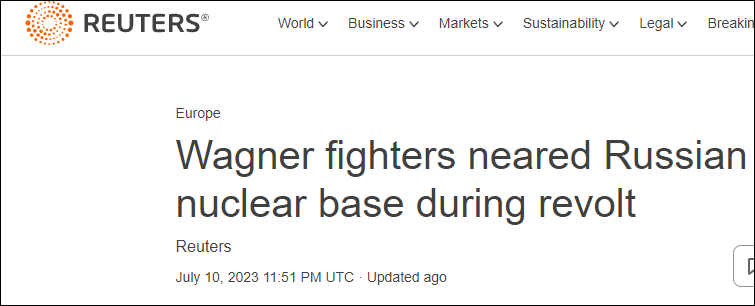 REUTERS®
World Business Markets Sustainability Legal Breakin
Europe
Wagner fighters neared Russian
nuclear base during revolt
Reuters
July 10, 2023 11:51 PM UTC · Updated ago